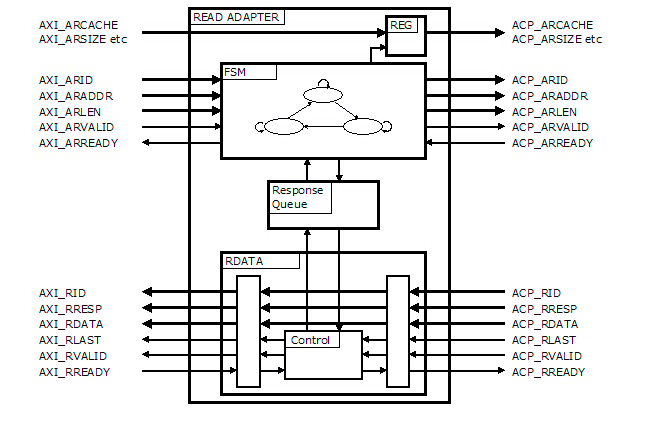 READ ADAPTER
AXI_ARCACHE
AXI_ARSIZE etc
REG
ACP_ARCACHE
ACP_ARSIZE etc
FSM
AXI_ARID
AXI_ARADDR
AXI_ARLEN
AXI_ARVALID
AXI_ARREADY
ACP_ARID
ACP_ARADDR
ACP_ARLEN
ACP_ARVALID
ACP_ARREADY
Response
Queue
RDATA
AXI_RID
AXI_RRESP
AXI_RDATA
AXI_RLAST
AXI_RVALID
AXI_RREADY
Control
ACP_RID
ACP_RRESP
ACP_RDATA
ACP_RLAST
ACP_RVALID
ACP_RREADY